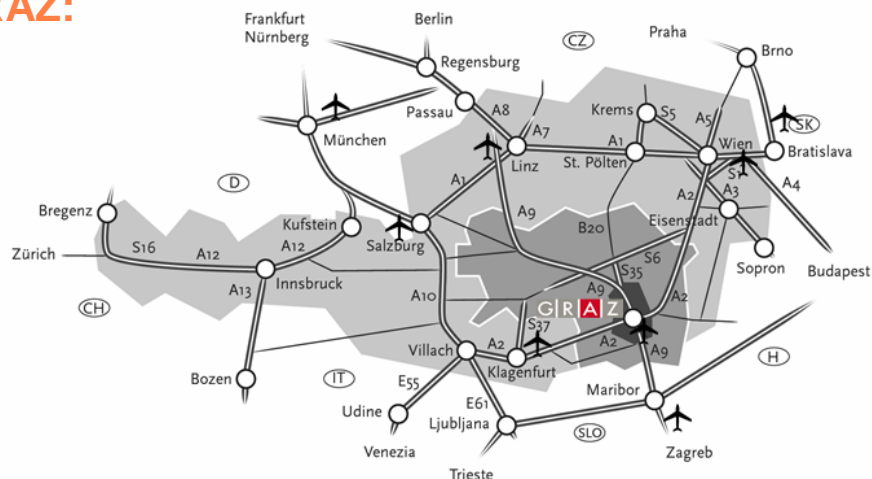 RAZ:
Frankfurt
Nürnberg
Berlin
Praha
CZ
Brno
Regensburg
Passau
A8
Krems
S5
A5
SK
München
A7
Linz
A1
St. Pölten
Wien
Bratislava
S1
A4
D
A1
A2
A3
Bregenz
Kufstein
Salzburg
A9
B20
Eisenstadt
Zürich
S16
A12
A12
Innsbruck
S6
S35
Sopron
Budapest
CH
A13
A10
A9
A2
GRAZ
S37
A2
A2
A9
H
Villach
Klagenfurt
Bozen
IT
E55
E61
Maribor
Udine
Ljubljana
SLO
Venezia
Zagreb
Trieste